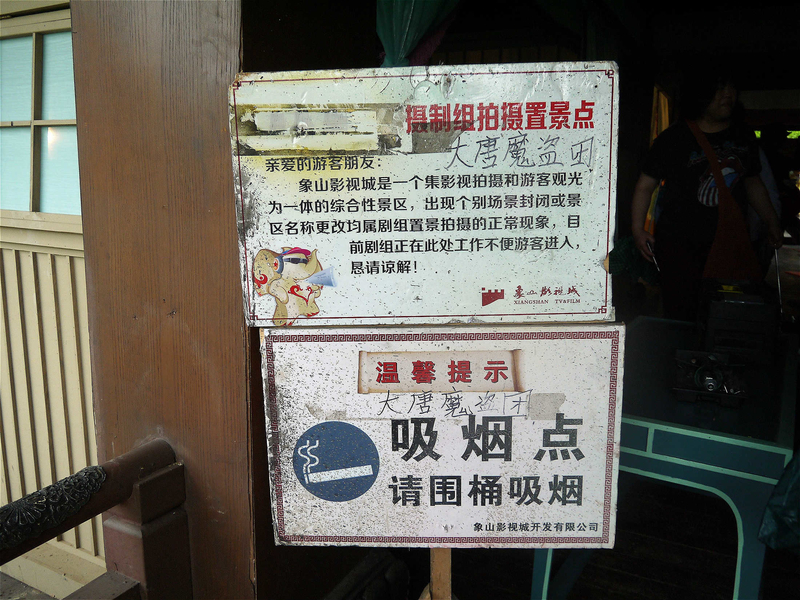 摄制组拍摄置景点
大唐魔盗团
亲爱的游客朋友：
象山影视城是一个集影视拍摄和游客观光
为一体的综合性景区，出现个别场景封闭或景
区名称更改均属剧组置景拍摄的正常现象，目
前剧组正在此处工作不便游客进入，
恳请谅解！
象山影视城
XIANGSHAN TV&FILM
温馨提示
大唐魔盗团
吸烟点
请围桶吸烟
象山影视城开发有限公司